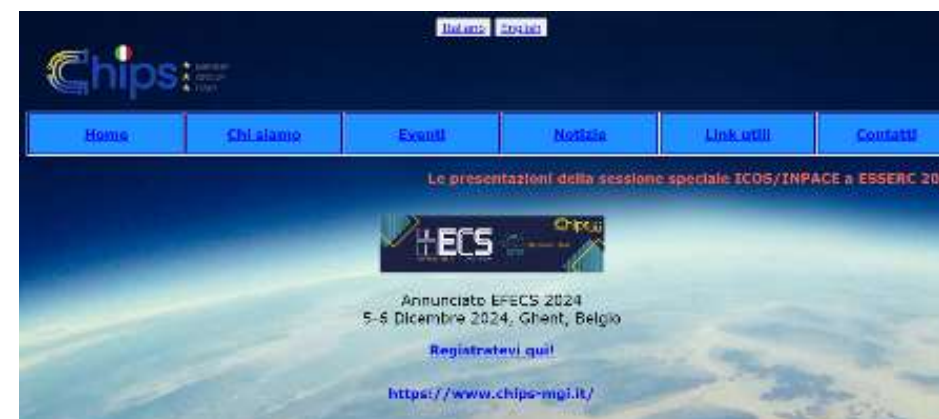 Italiano English
Chips
Home Chi siamo Eventi Notizie Link utili Contatti
Le presentazioni della sessione speciale ICOS/INPACE a ESSERC 20
ECS Chips
Annunciato EFECS 2024
5-6 Dicembre 2024, Ghent, Belgio
Registratevi qui!
https://www.chips-mgi.it/